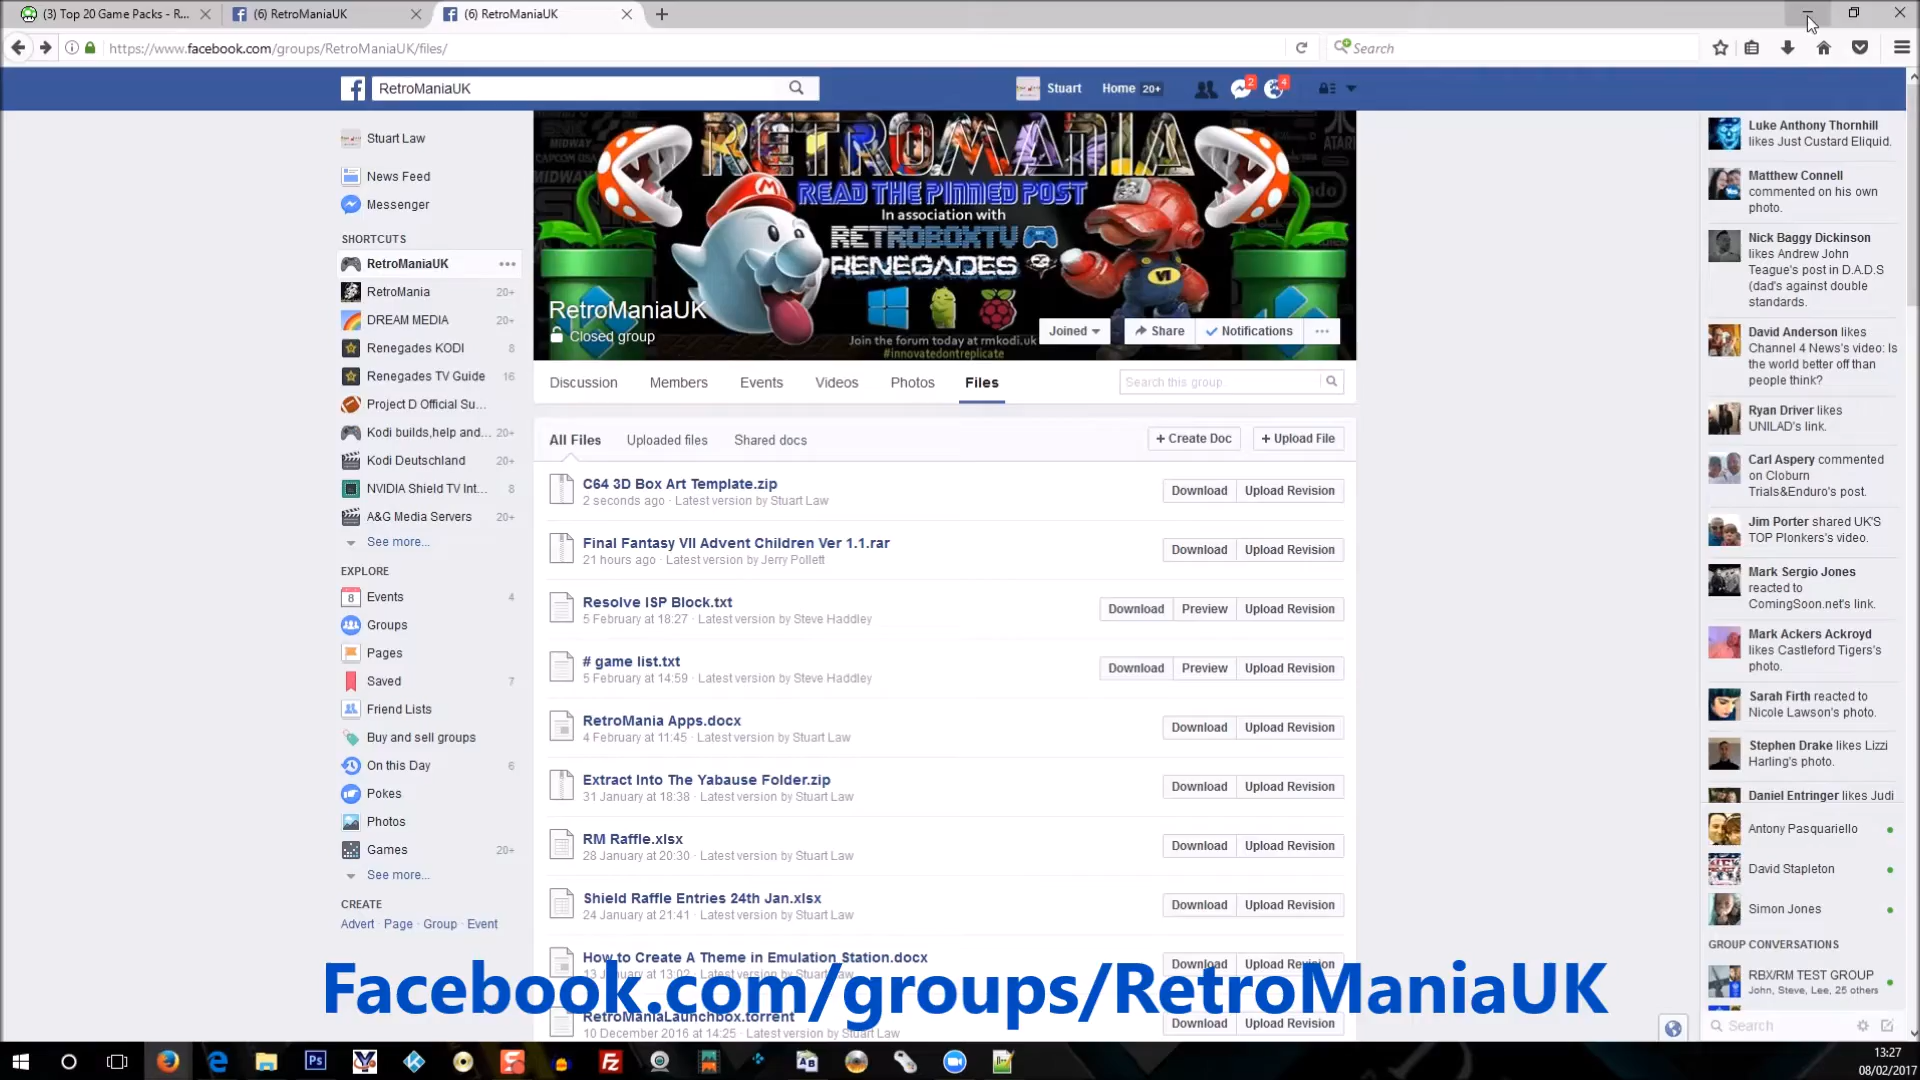 (3) Top 20 Game Packs - R...
(6) RetroManiaUK
(6) RetroManiaUK
https://www.facebook.com/groups/RetroManiaUK/files/
Search
RetroManiaUK
Stuart
Home 20+
2
4
Stuart Law
News Feed
Messenger
SHORTCUTS
RetroManiaUK
RetroMania 20+
DREAM MEDIA 20+
Renegades KODI 8
Renegades TV Guide 16
Project D Official Su...
Kodi builds,help and... 20+
Kodi Deutschland 20+
NVIDIA Shield TV Int... 8
A&G Media Servers 20+
See more...
EXPLORE
Events 4
Groups
Pages
Saved 7
Friend Lists
Buy and sell groups
On this Day 6
Pokes
Photos
Games 20+
See more...
CREATE
Advert Page Group Event
RETROMANIA
READ THE PINNED POST
In association with
RETROBOXTV
RENEGADES
MIDWAY
ATARI
RetroManiaUK
Closed group
Join the forum today at rmkodi.uk
#innovatedontreplicate
Joined
Share
Notifications
Discussion Members Events Videos Photos Files
Search this group
All Files Uploaded files Shared docs
+ Create Doc
+ Upload File
C64 3D Box Art Template.zip
2 seconds ago · Latest version by Stuart Law
Download Upload Revision
Final Fantasy VII Advent Children Ver 1.1.rar
21 hours ago · Latest version by Jerry Pollett
Download Upload Revision
Resolve ISP Block.txt
5 February at 18:27 · Latest version by Steve Haddley
Download Preview Upload Revision
# game list.txt
5 February at 14:59 · Latest version by Steve Haddley
Download Preview Upload Revision
RetroMania Apps.docx
4 February at 11:45 · Latest version by Stuart Law
Download Upload Revision
Extract Into The Yabause Folder.zip
31 January at 18:38 · Latest version by Stuart Law
Download Upload Revision
RM Raffle.xlsx
28 January at 20:30 · Latest version by Stuart Law
Download Upload Revision
Shield Raffle Entries 24th Jan.xlsx
24 January at 21:41 · Latest version by Stuart Law
Download Upload Revision
How to Create A Theme in Emulation Station.docx
13 January at 13:02 · Latest version by Stuart Law
Download Upload Revision
RetroManiaLaunchbox.torrent
10 December 2016 at 14:25 · Latest version by Stuart Law
Download Upload Revision
Facebook.com/groups/RetroManiaUK
Luke Anthony Thornhill
likes Just Custard Eliquid.
Matthew Connell
commented on his own
photo.
Nick Baggy Dickinson
likes Andrew John
Teague's post in D.A.D.S
(dad's against double
standards.
David Anderson likes
Channel 4 News's video: Is
the world better off than
people think?
Ryan Driver likes
UNILAD's link.
Carl Aspery commented
on Cloburn
Trials&Enduro's post.
Jim Porter shared UK'S
TOP Plonkers's video.
Mark Sergio Jones
reacted to
ComingSoon.net's link.
Mark Ackers Ackroyd
likes Castleford Tigers's
photo.
Sarah Firth reacted to
Nicole Lawson's photo.
Stephen Drake likes Lizzi
Harling's photo.
Daniel Entringer likes Judi
Antony Pasquariello
David Stapleton
Simon Jones
GROUP CONVERSATIONS
RBX/RM TEST GROUP
John, Steve, Lee, 25 others
Search
13:27
08/02/2017